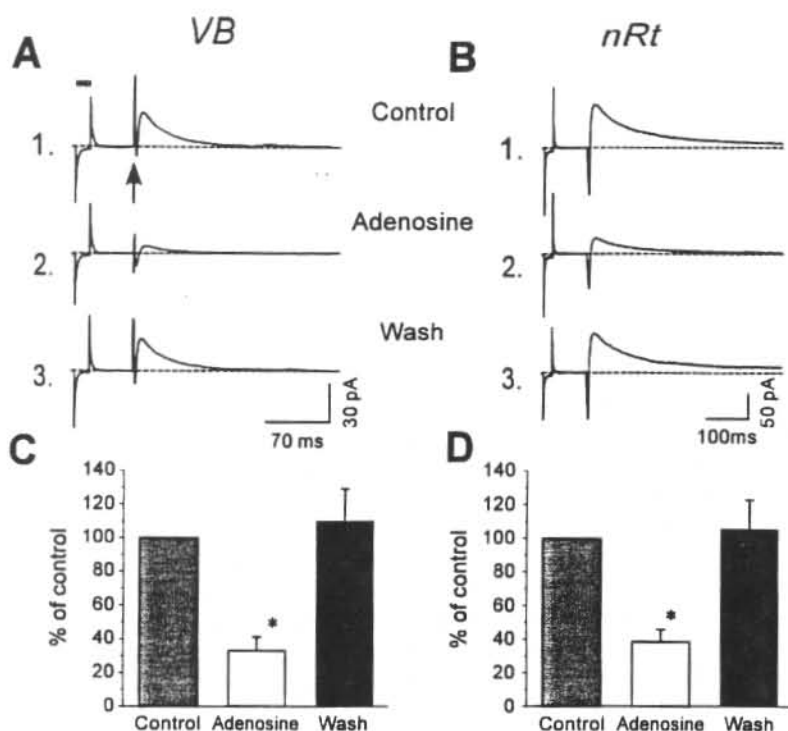 VB
nRt
A
B
Control
1.
1.
Adenosine
2.
2.
Wash
3.
3.
30 pA
50 pA
70 ms
100ms
C
D
% of control
140
120
100
80
60
40
20
0
*
Control Adenosine Wash
% of control
140
120
100
80
60
40
20
0
*
Control Adenosine Wash